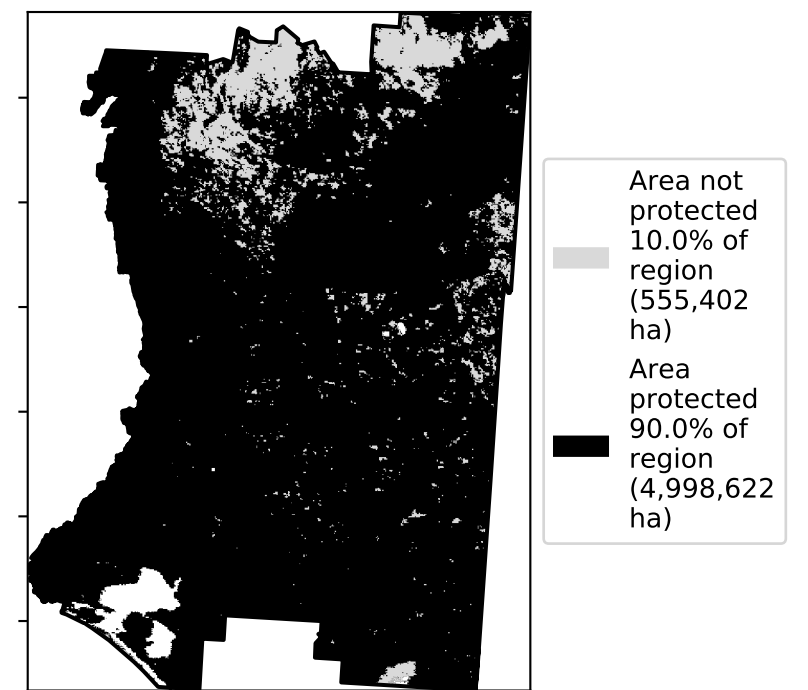 Area not
protected
10.0% of
region
(555,402
ha)
Area
protected
90.0% of
region
(4,998,622
ha)